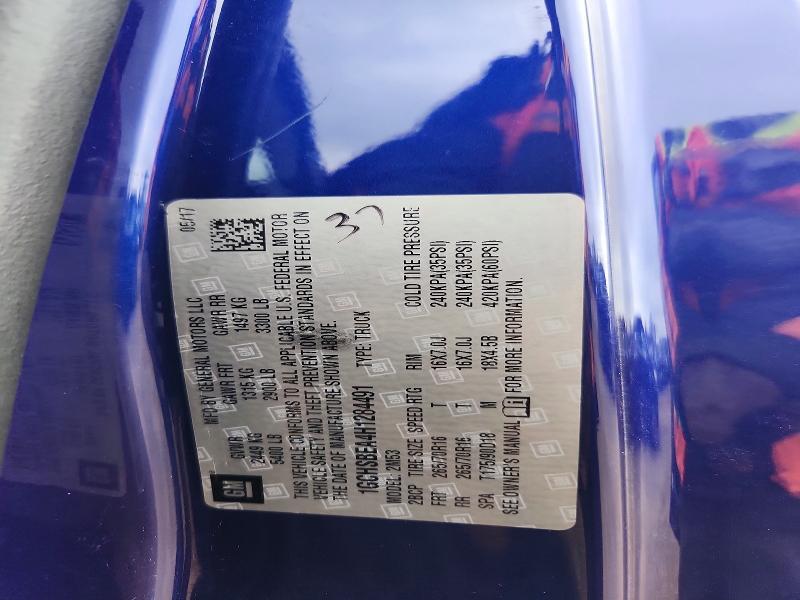 MFD BY GENERAL MOTORS LLC 05/17
GM GVWR GAWR FRT GAWR RR
2449 KG 1315 KG 1497 KG
5400 LB 2900 LB 3300 LB
THIS VEHICLE CONFORMS TO ALL APPLICABLE U.S. FEDERAL MOTOR
VEHICLE SAFETY AND THEFT PREVENTION STANDARDS IN EFFECT ON
THE DATE OF MANUFACTURE SHOWN ABOVE.
37
1GCHSBEA4H1284491 TYPE: TRUCK
MODEL: 2M53
TIRE SIZE SPEED RTG RIM COLD TIRE PRESSURE
FRT 265/70R16 T 16X7.0J 240KPA(35PSI)
RR 265/70R16 T 16X7.0J 240KPA(35PSI)
SPA T175/90D18 M 18X4.5B 420KPA(60PSI)
SEE OWNER'S MANUAL FOR MORE INFORMATION.